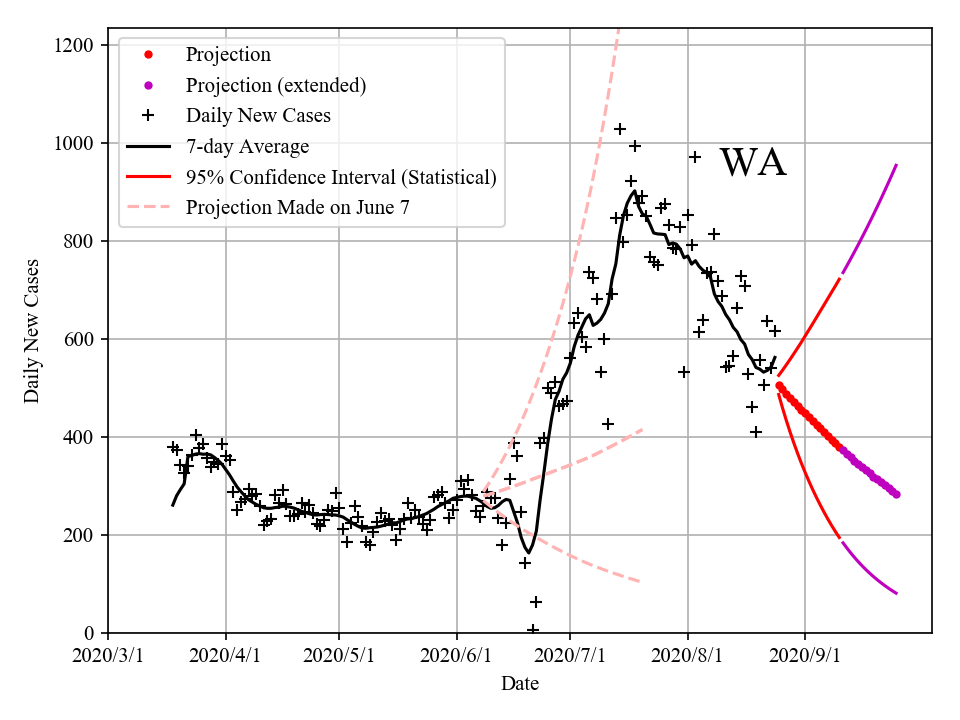 Projection
Projection (extended)
Daily New Cases
7-day Average
95% Confidence Interval (Statistical)
Projection Made on June 7
WA
1200
1000
800
600
400
200
0
Daily New Cases
2020/3/1 2020/4/1 2020/5/1 2020/6/1 2020/7/1 2020/8/1 2020/9/1
Date